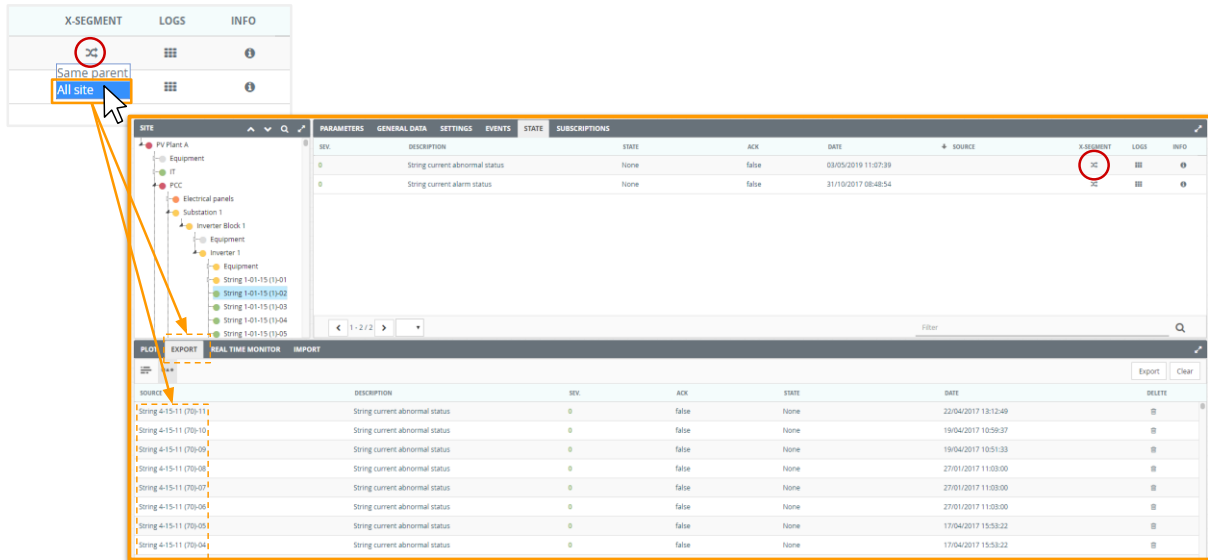 X-SEGMENT LOGS INFO
Same parent
All site
SITE
PV Plant A
Equipment
IT
PCC
Electrical panels
Substation 1
Inverter Block 1
Equipment
Inverter 1
Equipment
String 1-01-15 (1)-01
String 1-01-15 (1)-02
String 1-01-15 (1)-03
String 1-01-15 (1)-04
String 1-01-15 (1)-05
PARAMETERS GENERAL DATA SETTINGS EVENTS STATE SUBSCRIPTIONS
SEV. DESCRIPTION STATE ACK DATE SOURCE X-SEGMENT LOGS INFO
0 String current abnormal status None false 03/05/2019 11:07:39
0 String current alarm status None false 31/10/2017 08:48:54
1 - 2 / 2 Filter
PLOT EXPORT REAL TIME MONITOR IMPORT
Export Clear
SOURCE DESCRIPTION SEV. ACK STATE DATE DELETE
String 4-15-11 (70)-11 String current abnormal status 0 false None 22/04/2017 13:12:49
String 4-15-11 (70)-10 String current abnormal status 0 false None 19/04/2017 10:59:37
String 4-15-11 (70)-09 String current abnormal status 0 false None 19/04/2017 10:51:33
String 4-15-11 (70)-08 String current abnormal status 0 false None 27/01/2017 11:03:00
String 4-15-11 (70)-07 String current abnormal status 0 false None 27/01/2017 11:03:00
String 4-15-11 (70)-06 String current abnormal status 0 false None 27/01/2017 11:03:00
String 4-15-11 (70)-05 String current abnormal status 0 false None 17/04/2017 15:53:22
String 4-15-11 (70)-04 String current abnormal status 0 false None 17/04/2017 15:53:22